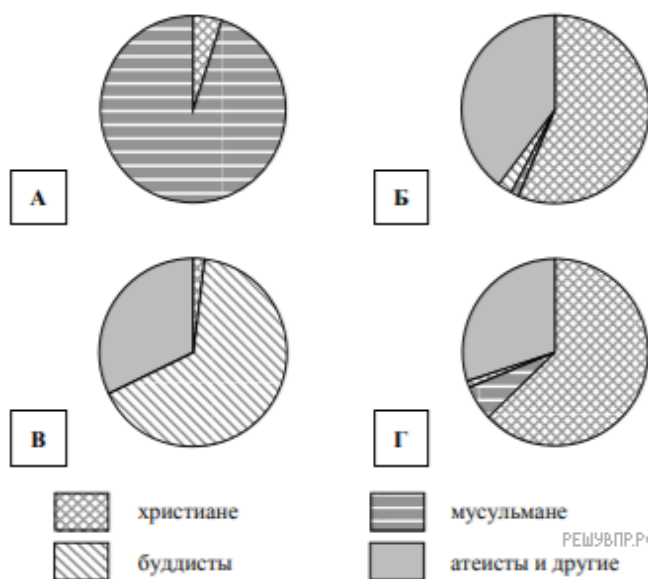 А
Б
В
Г
христиане
мусульмане
буддисты
атеисты и другие
РЕШУВПР.РФ